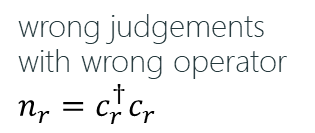 wrong judgements
with wrong operator
n_r = c_r^† c_r